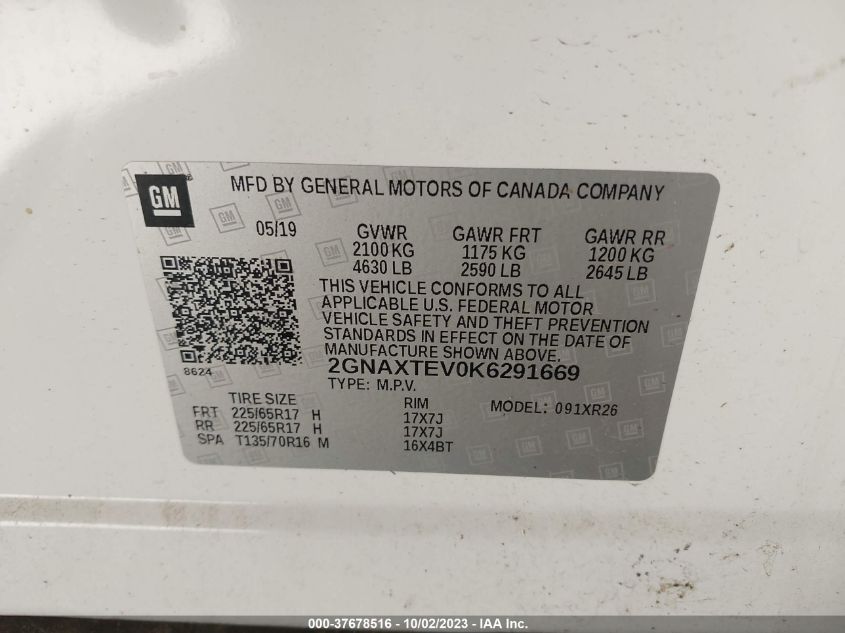 GM
MFD BY GENERAL MOTORS OF CANADA COMPANY
05/19 GVWR GAWR FRT GAWR RR
2100 KG 1175 KG 1200 KG
4630 LB 2590 LB 2645 LB
THIS VEHICLE CONFORMS TO ALL
APPLICABLE U.S. FEDERAL MOTOR
VEHICLE SAFETY AND THEFT PREVENTION
STANDARDS IN EFFECT ON THE DATE OF
MANUFACTURE SHOWN ABOVE.
8624 2GNAXTEV0K6291669
TYPE: M.P.V.
TIRE SIZE RIM MODEL: 091XR26
FRT 225/65R17 H 17X7J
RR 225/65R17 H 17X7J
SPA T135/70R16 M 16X4BT
000-37678516 - 10/02/2023 - IAA Inc.